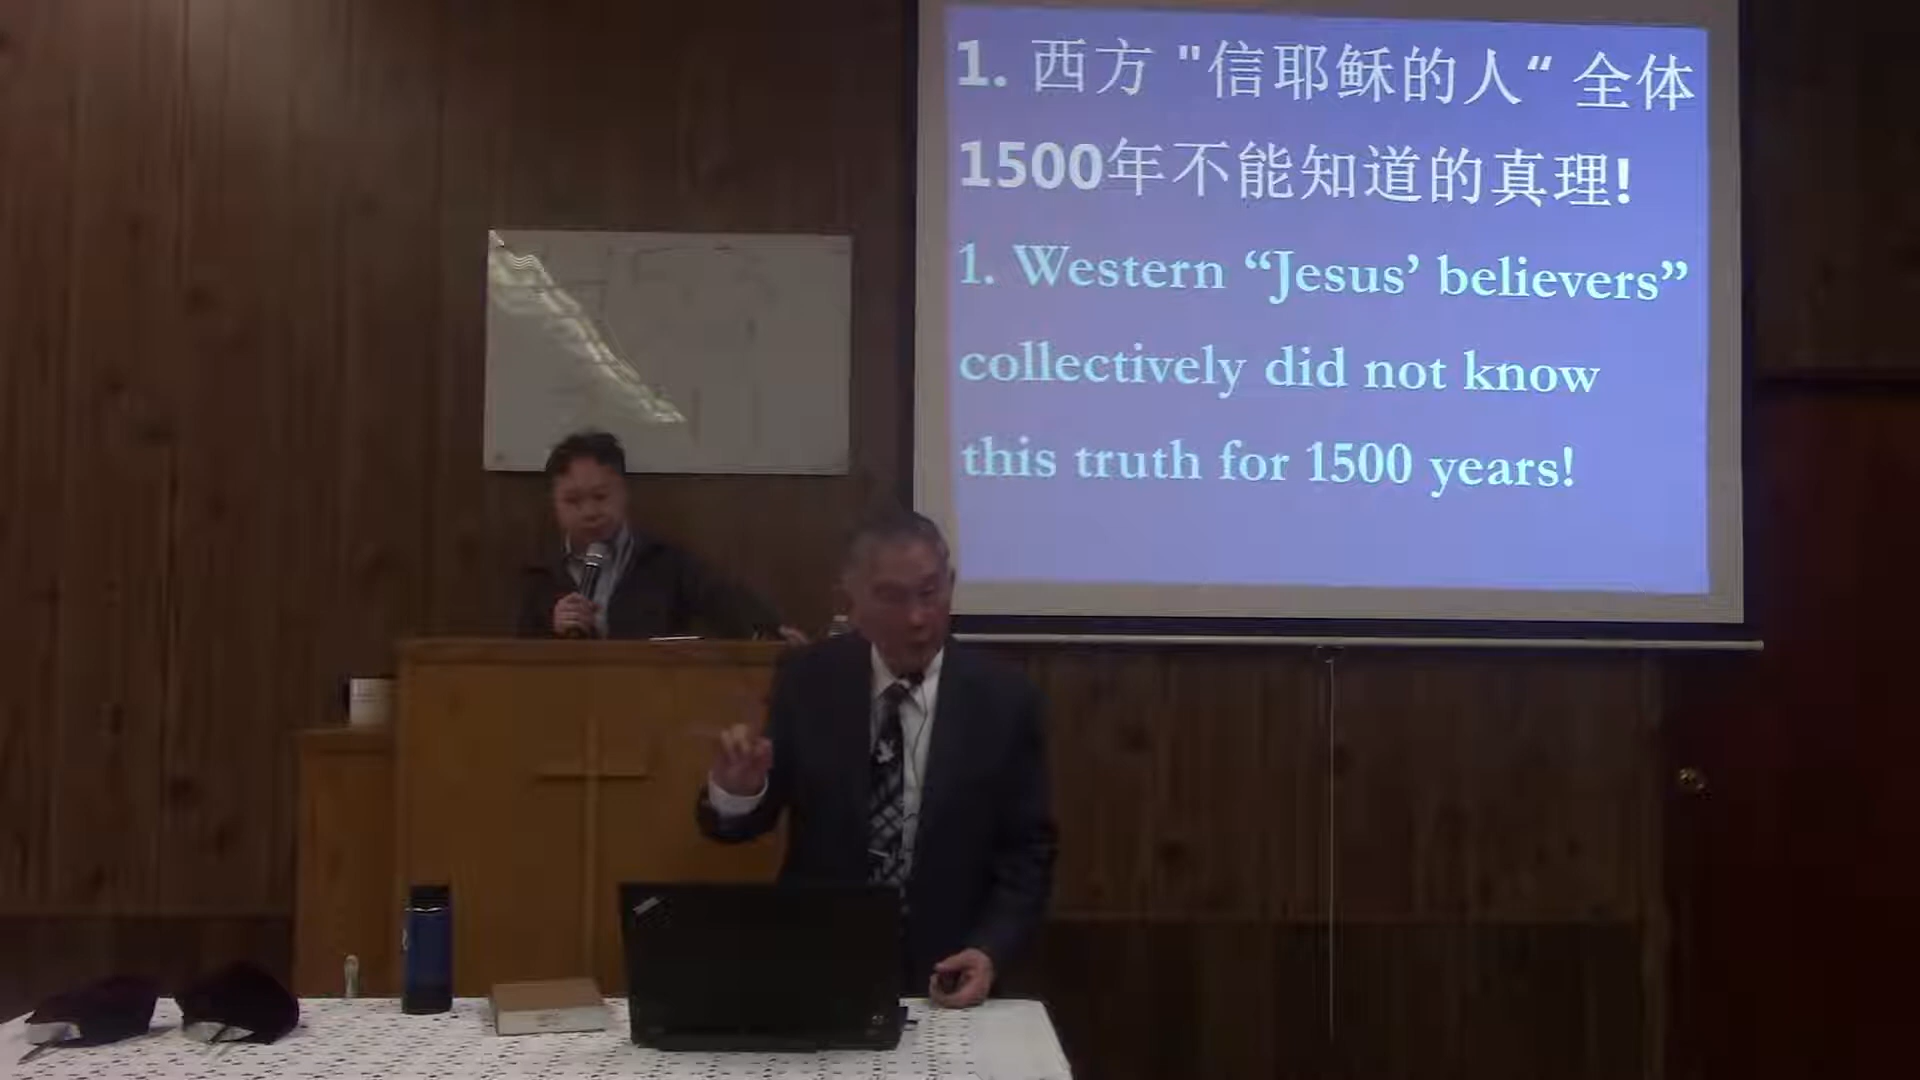 1. 西方 "信耶稣的人“ 全体
1500年不能知道的真理!
1. Western “Jesus’ believers”
collectively did not know
this truth for 1500 years!